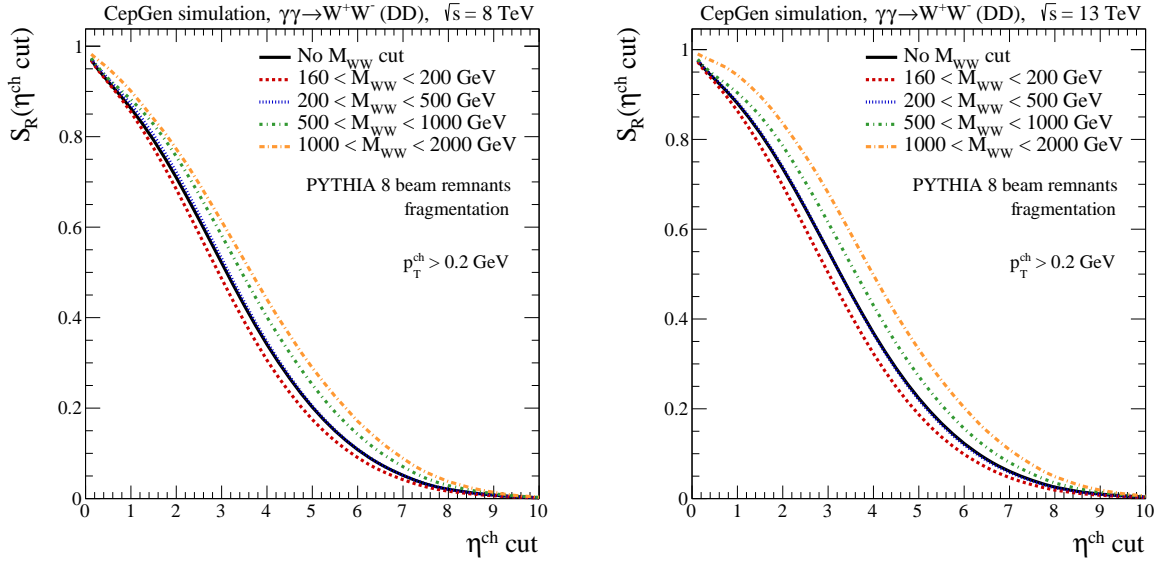 CepGen simulation, γγ→W⁺W⁻ (DD), √s = 8 TeV
S_R(η^ch cut)
1
0.8
0.6
0.4
0.2
0
No M_WW cut
160 < M_WW < 200 GeV
200 < M_WW < 500 GeV
500 < M_WW < 1000 GeV
1000 < M_WW < 2000 GeV
PYTHIA 8 beam remnants
fragmentation
p_T^ch > 0.2 GeV
0 1 2 3 4 5 6 7 8 9 10
η^ch cut
CepGen simulation, γγ→W⁺W⁻ (DD), √s = 13 TeV
S_R(η^ch cut)
1
0.8
0.6
0.4
0.2
0
No M_WW cut
160 < M_WW < 200 GeV
200 < M_WW < 500 GeV
500 < M_WW < 1000 GeV
1000 < M_WW < 2000 GeV
PYTHIA 8 beam remnants
fragmentation
p_T^ch > 0.2 GeV
0 1 2 3 4 5 6 7 8 9 10
η^ch cut